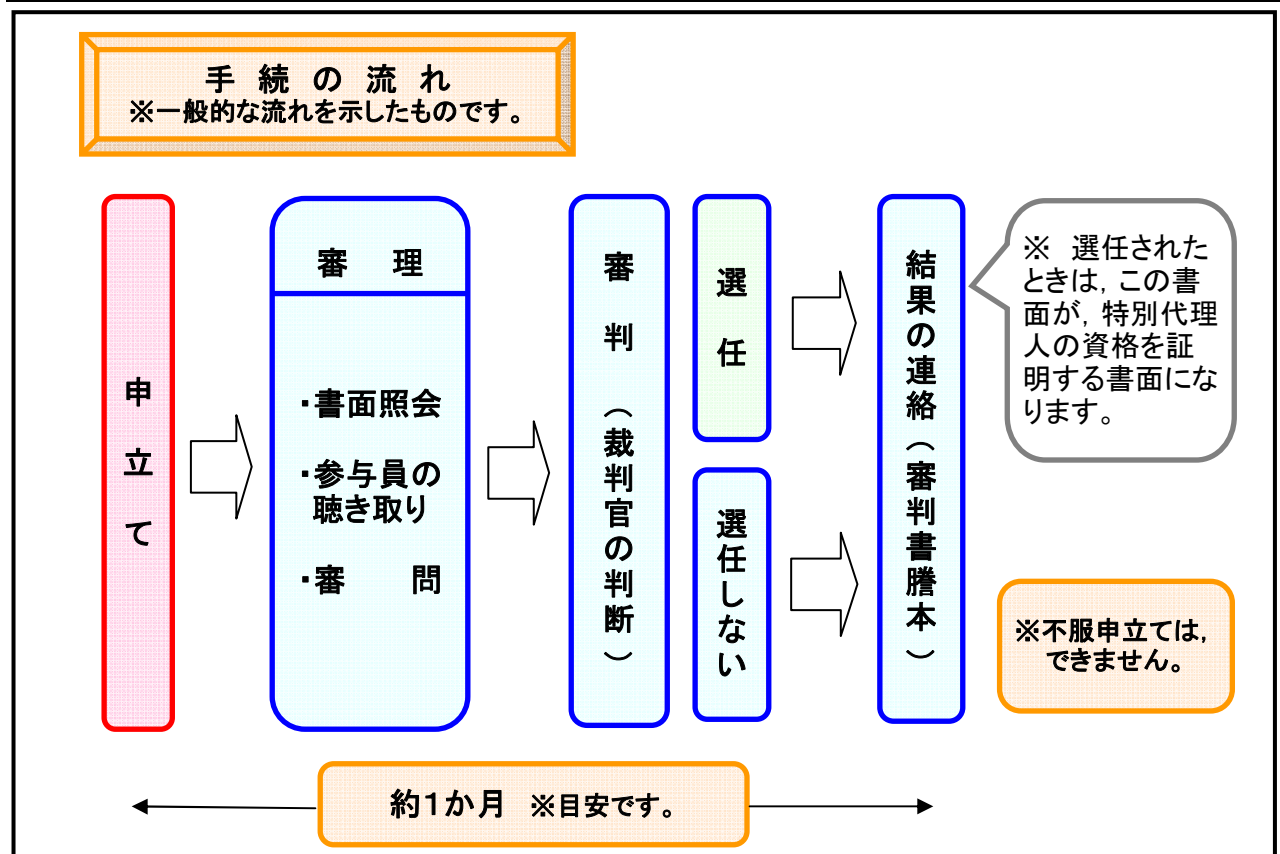 手続の流れ
※一般的な流れを示したものです。
申立て
審理
・書面照会
・参与員の
聴き取り
・審問
審判（裁判官の判断）
選任
選任しない
結果の連絡（審判書謄本）
※ 選任された
ときは，この書
面が，特別代理
人の資格を証
明する書面にな
ります。
※不服申立ては，
できません。
約１か月 ※目安です。